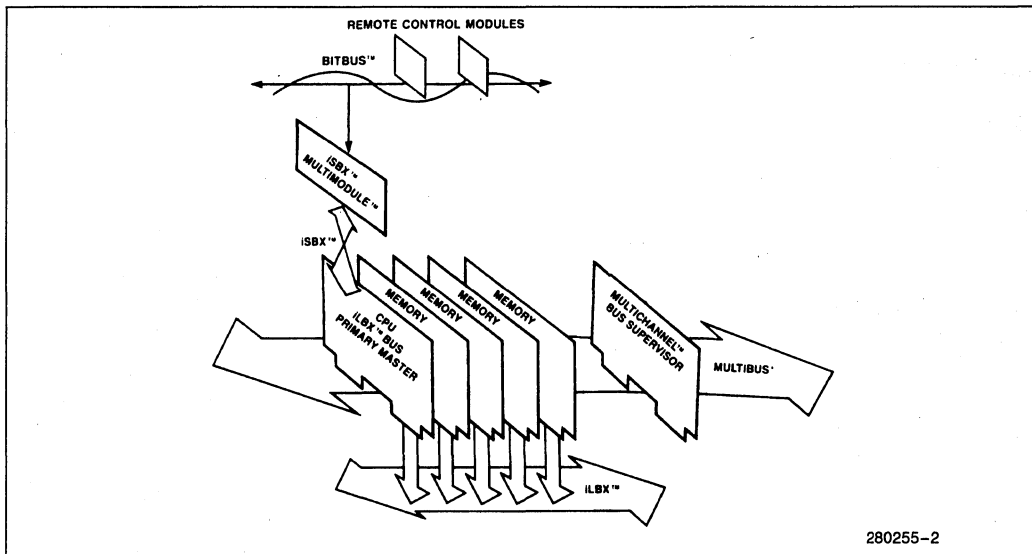 REMOTE CONTROL MODULES
BITBUS™
iSBX™
MULTIMODULE™
iSBX™
CPU
iLBX™ BUS
PRIMARY MASTER
MEMORY
MEMORY
MEMORY
MEMORY
MULTICHANNEL™
BUS SUPERVISOR
MULTIBUS*
iLBX™
280255-2